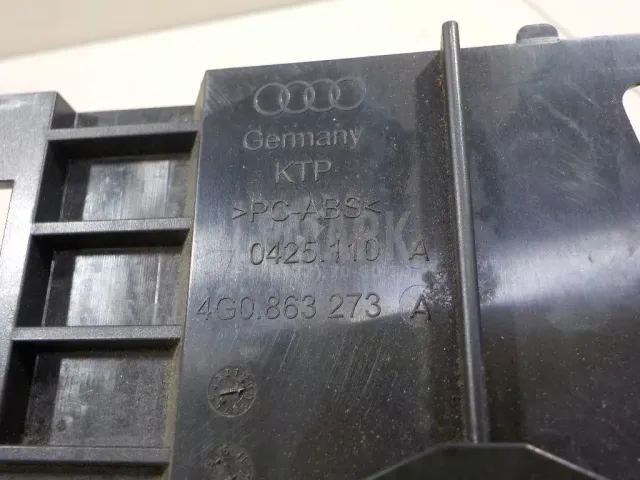 Germany
KTP
>PC-ABS<
0425.110 A
4G0.863 273 A